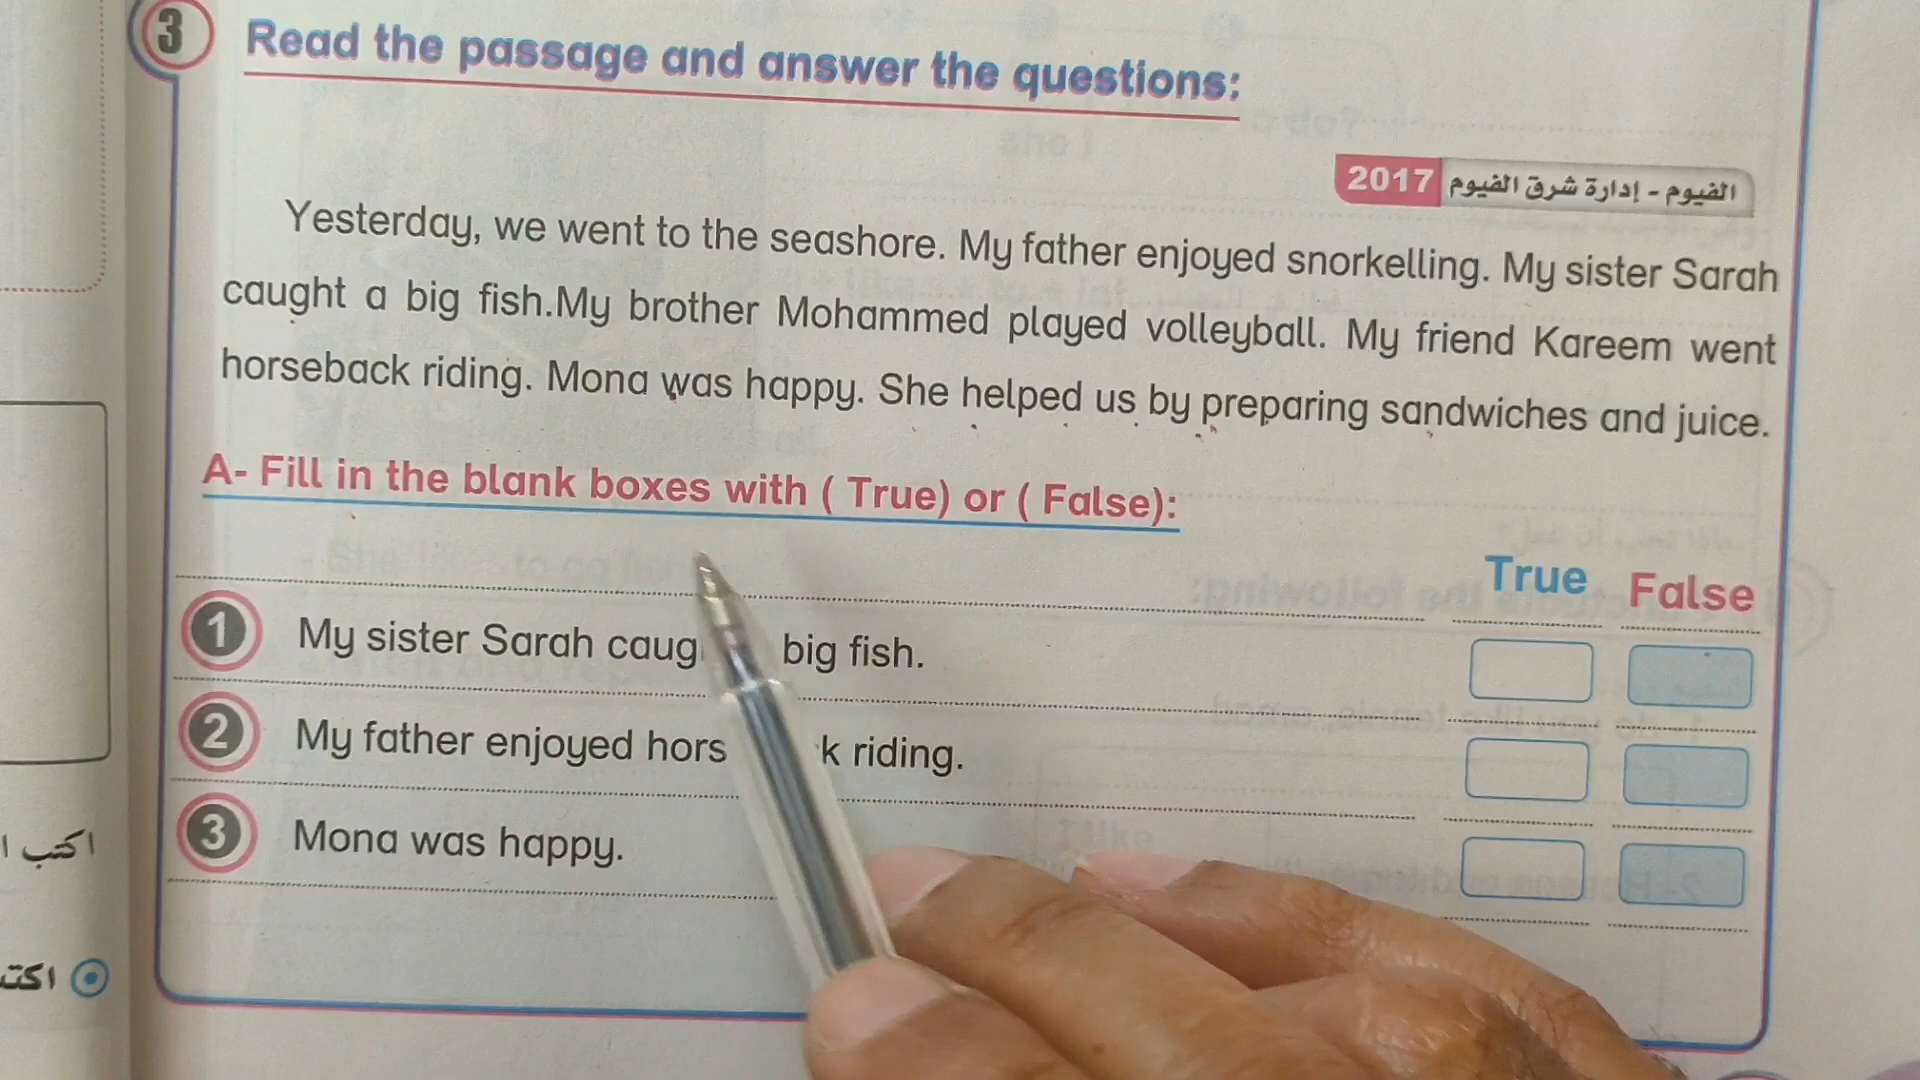 3 Read the passage and answer the questions:
2017 الفيوم - إدارة شرق الفيوم
Yesterday, we went to the seashore. My father enjoyed snorkelling. My sister Sarah
caught a big fish.My brother Mohammed played volleyball. My friend Kareem went
horseback riding. Mona was happy. She helped us by preparing sandwiches and juice.
A- Fill in the blank boxes with ( True) or ( False):
True False
1 My sister Sarah caug big fish.
2 My father enjoyed hors k riding.
3 Mona was happy.
اكتب